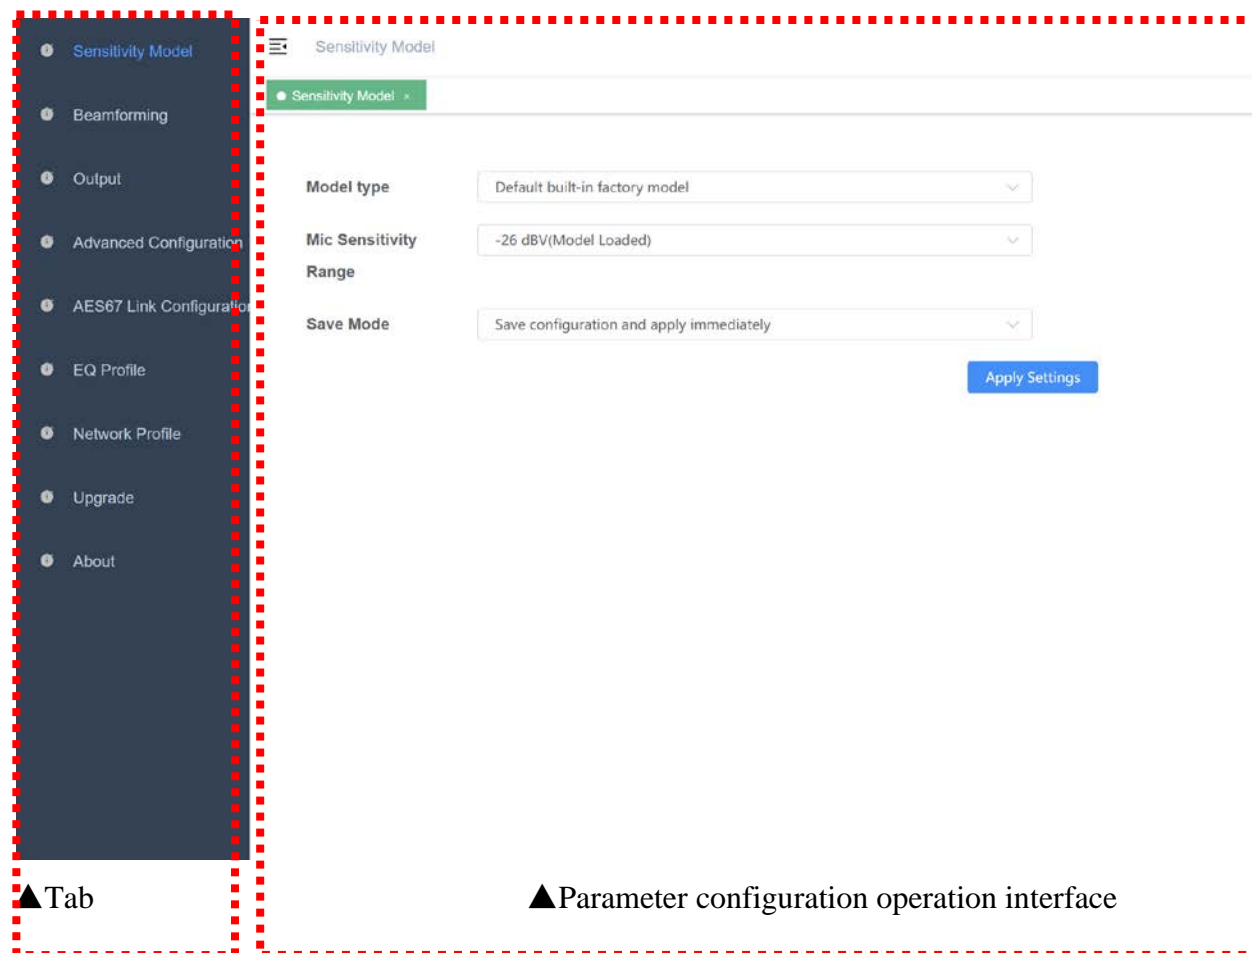 Sensitivity Model
Beamforming
Output
Advanced Configuration
AES67 Link Configuration
EQ Profile
Network Profile
Upgrade
About
Sensitivity Model
Sensitivity Model ×
Model type
Default built-in factory model
Mic Sensitivity
Range
-26 dBV(Model Loaded)
Save Mode
Save configuration and apply immediately
Apply Settings
▲Tab
▲Parameter configuration operation interface